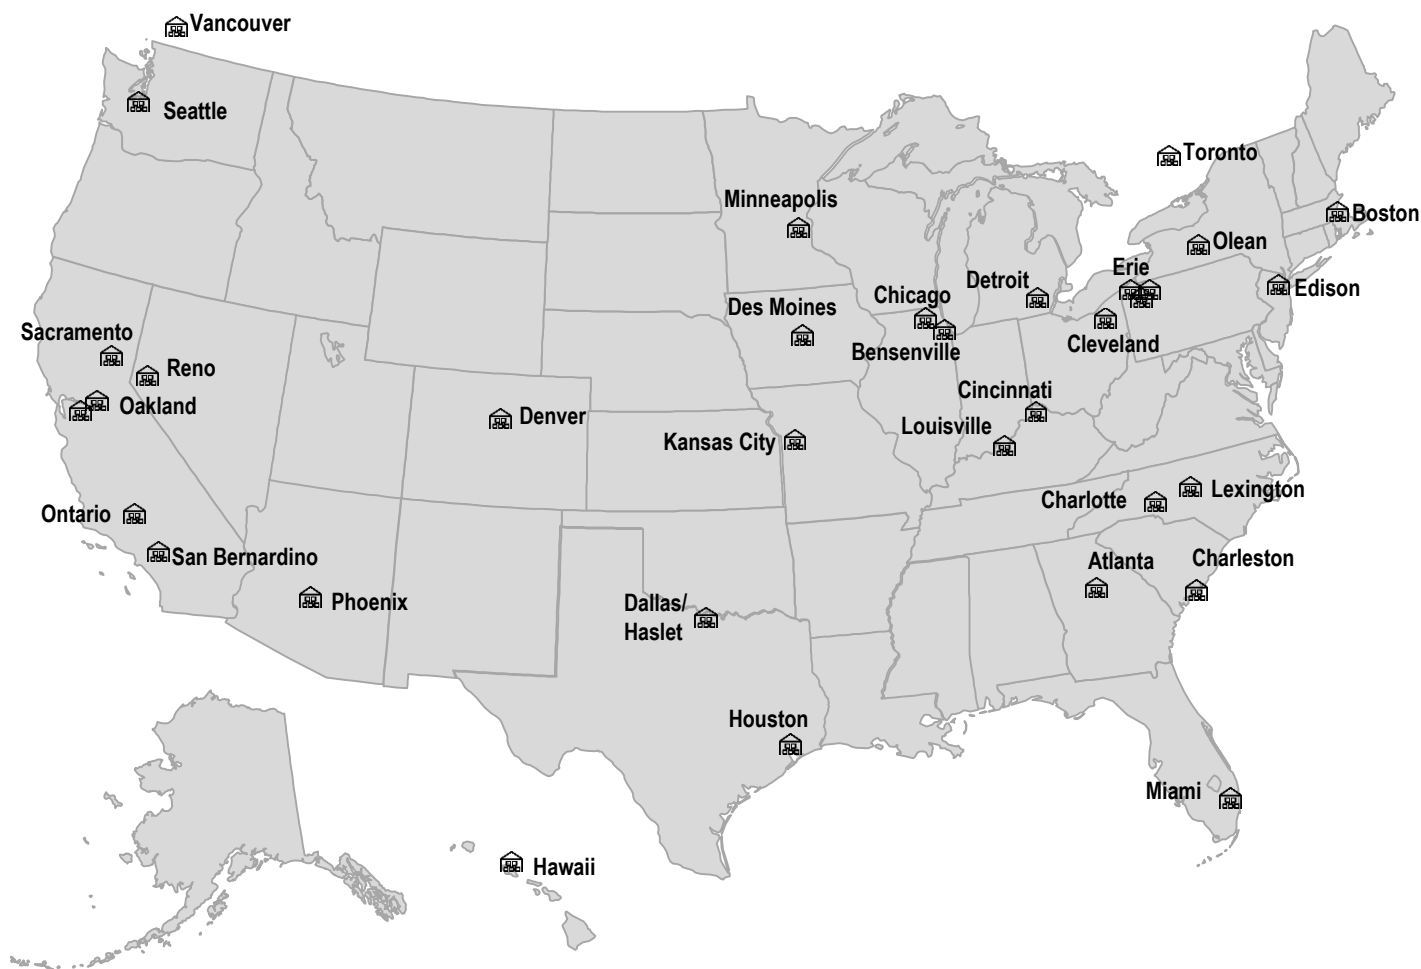 Vancouver
Seattle
Toronto
Minneapolis
Boston
Olean
Erie
Detroit
Edison
Chicago
Des Moines
Sacramento
Cleveland
Bensenville
Reno
Cincinnati
Oakland
Denver
Louisville
Kansas City
Lexington
Charlotte
Ontario
San Bernardino
Charleston
Atlanta
Phoenix
Dallas/
Haslet
Houston
Miami
Hawaii